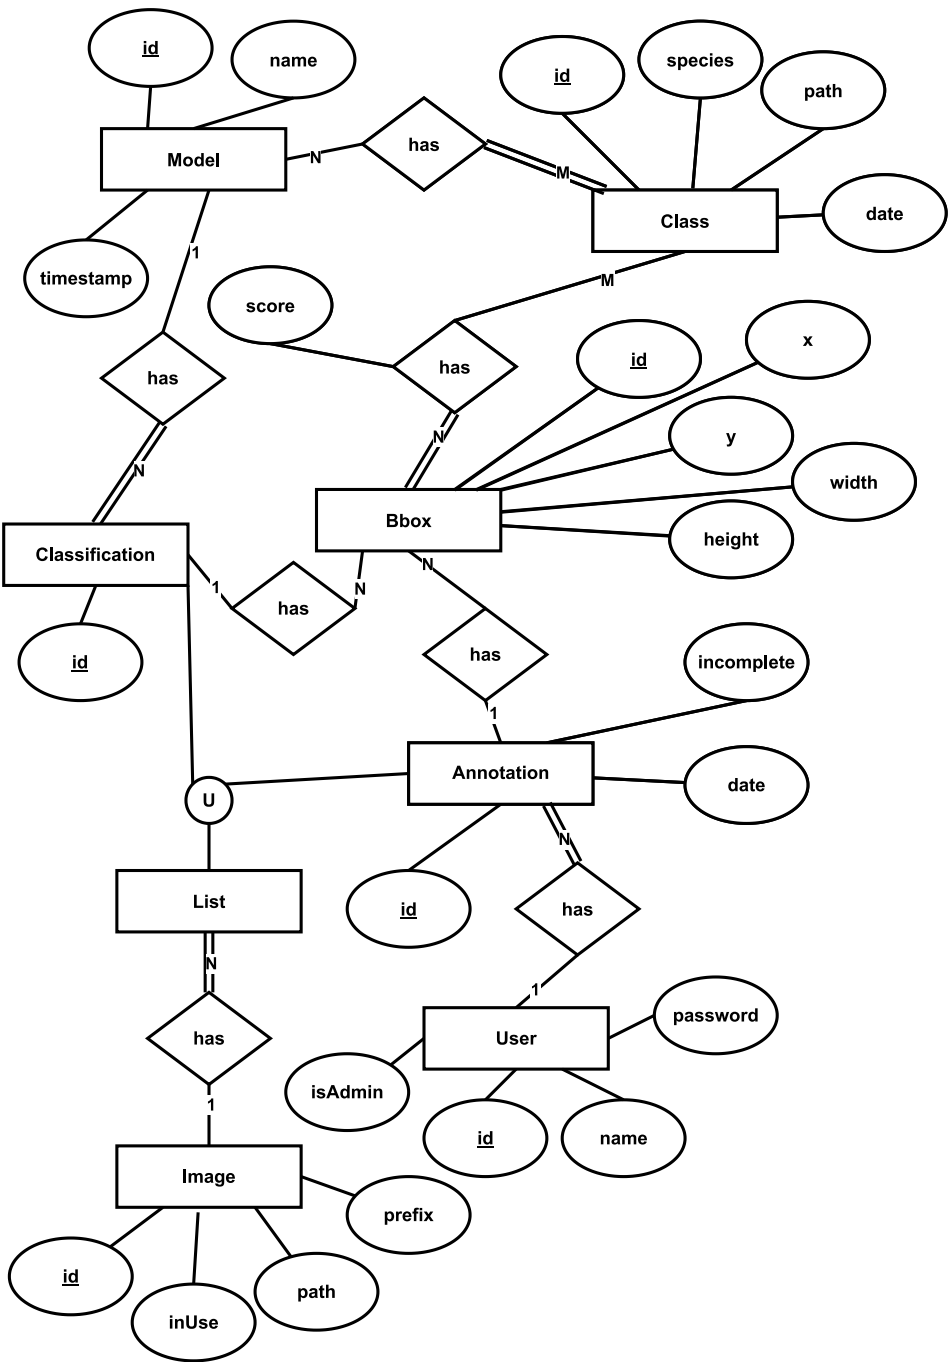 id
name
species
id
path
has
N
Model
M
date
Class
1
timestamp
M
score
x
id
has
has
y
N
N
width
Bbox
height
Classification
N
1
N
has
has
id
incomplete
1
Annotation
date
U
N
List
id
has
N
1
password
has
User
isAdmin
1
id
name
Image
prefix
id
path
inUse